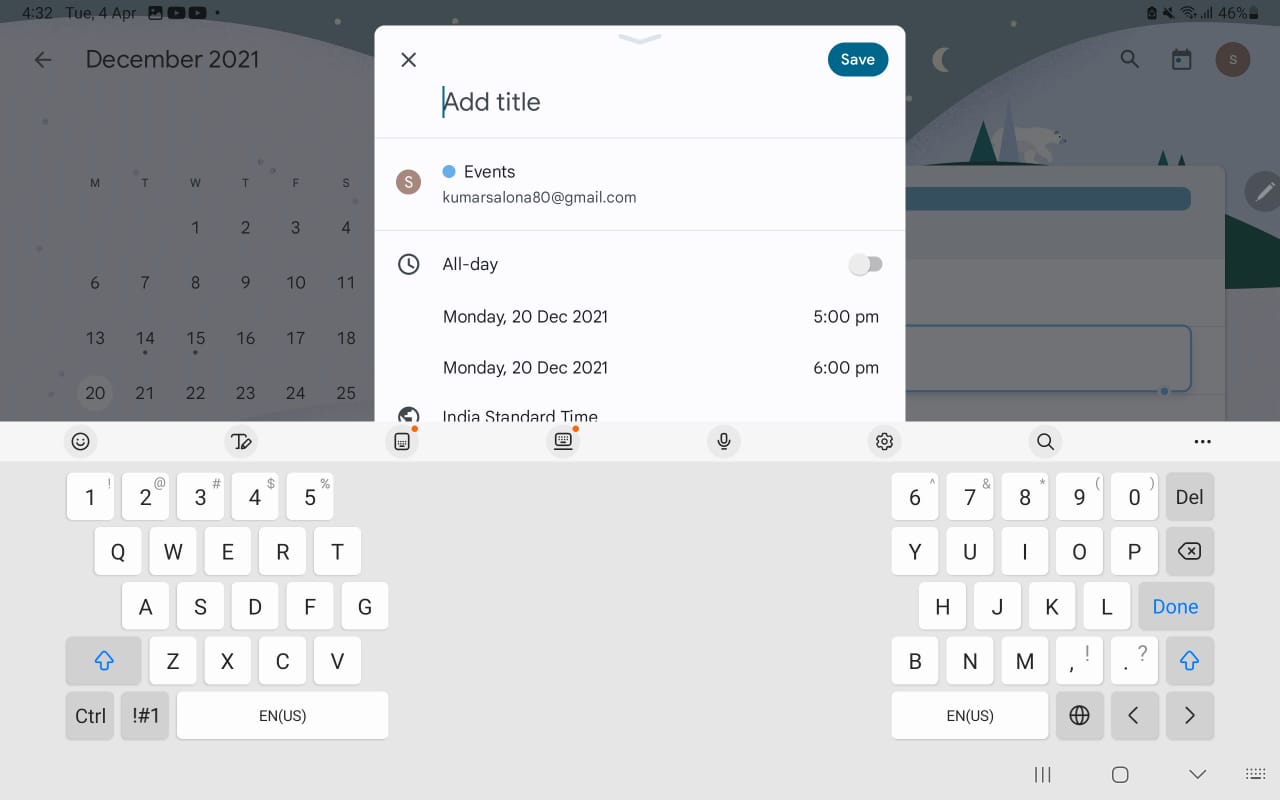 4:32 Tue, 4 Apr 46%
December 2021
S
Save
Add title
M T W T F S
1 2 3 4
6 7 8 9 10 11
13 14 15 16 17 18
20 21 22 23 24 25
S
Events
kumarsalona80@gmail.com
All-day
Monday, 20 Dec 2021 5:00 pm
Monday, 20 Dec 2021 6:00 pm
India Standard Time
1 ! 2 @ 3 # 4 $ 5 % 6 ^ 7 & 8 * 9 ( 0 ) Del
Q W E R T Y U I O P
A S D F G H J K L Done
Z X C V B N M , ! . ?
Ctrl !#1 EN(US) EN(US)